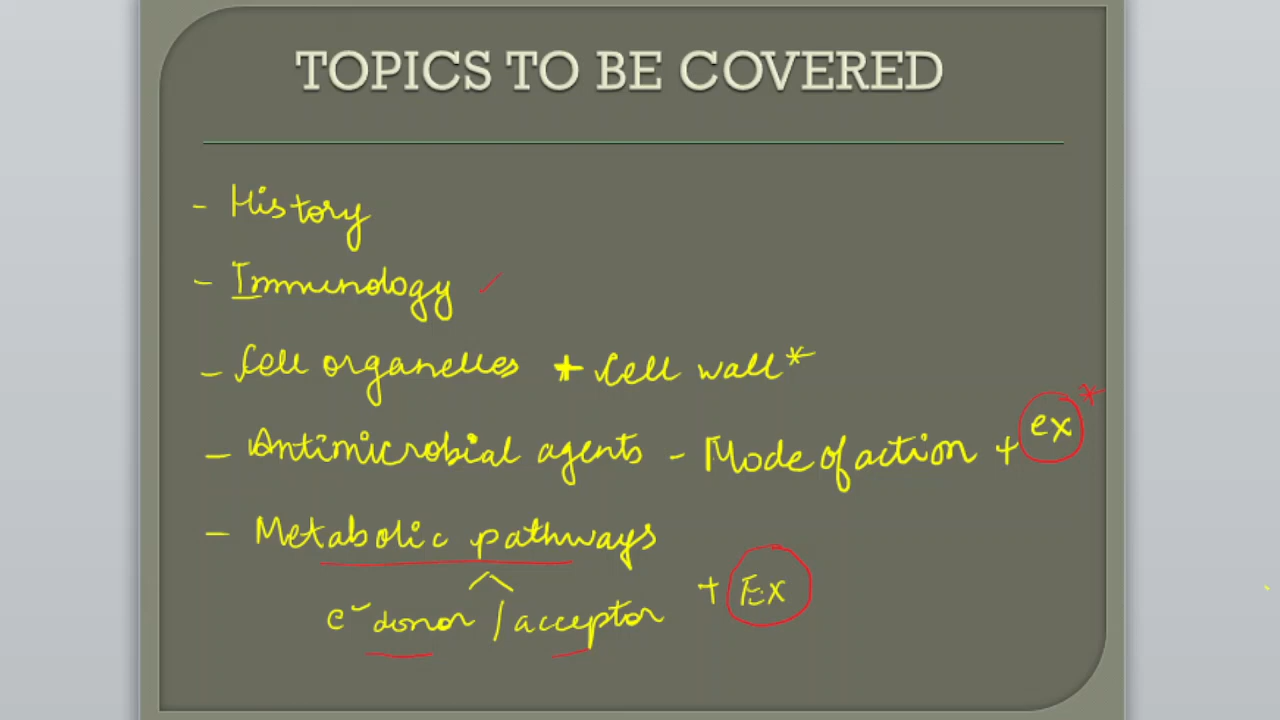 TOPICS TO BE COVERED
- History
- Immunology
- Cell organelles + Cell wall*
- Antimicrobial agents - Mode of action + ex*
- Metabolic pathways
e⁻ donor / acceptor + Ex